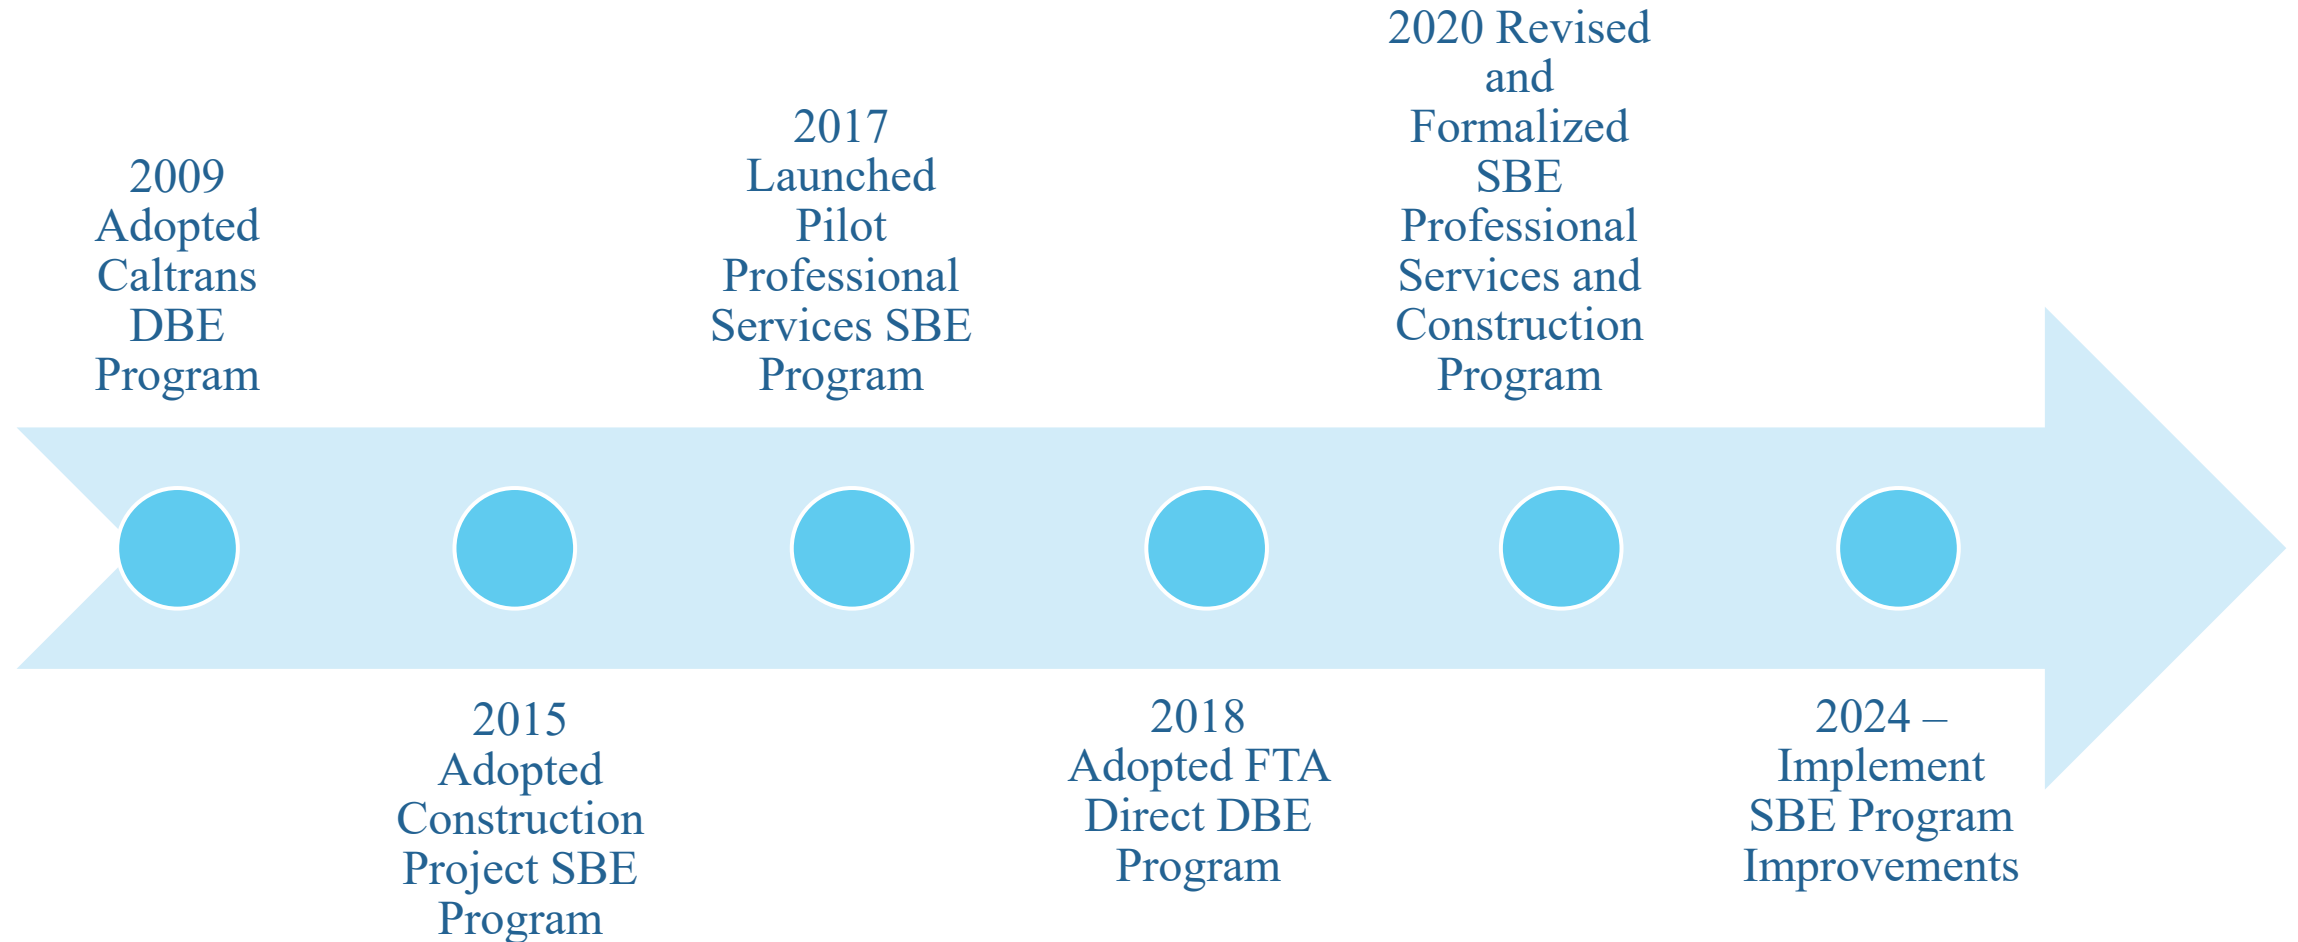 2009
Adopted
Caltrans
DBE
Program
2015
Adopted
Construction
Project SBE
Program
2017
Launched
Pilot
Professional
Services SBE
Program
2018
Adopted FTA
Direct DBE
Program
2020 Revised
and
Formalized
SBE
Professional
Services and
Construction
Program
2024 –
Implement
SBE Program
Improvements